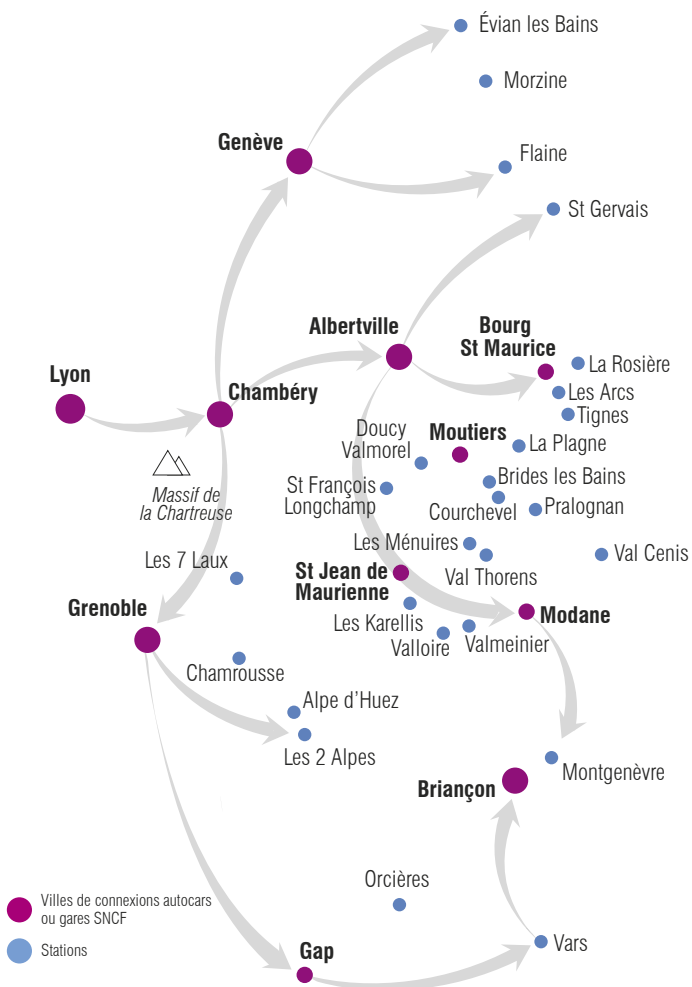 Évian les Bains
Morzine
Genève
Flaine
St Gervais
Albertville
Bourg
St Maurice
La Rosière
Lyon
Chambéry
Les Arcs
Tignes
Doucy
Valmorel
Moutiers
La Plagne
Massif de
la Chartreuse
St François
Longchamp
Brides les Bains
Courchevel
Pralognan
Les 7 Laux
Les Ménuires
Val Cenis
St Jean de
Maurienne
Val Thorens
Grenoble
Les Karellis
Modane
Valloire
Valmeinier
Chamrousse
Alpe d’Huez
Les 2 Alpes
Montgenèvre
Briançon
Orcières
Villes de connexions autocars
ou gares SNCF
Stations
Gap
Vars